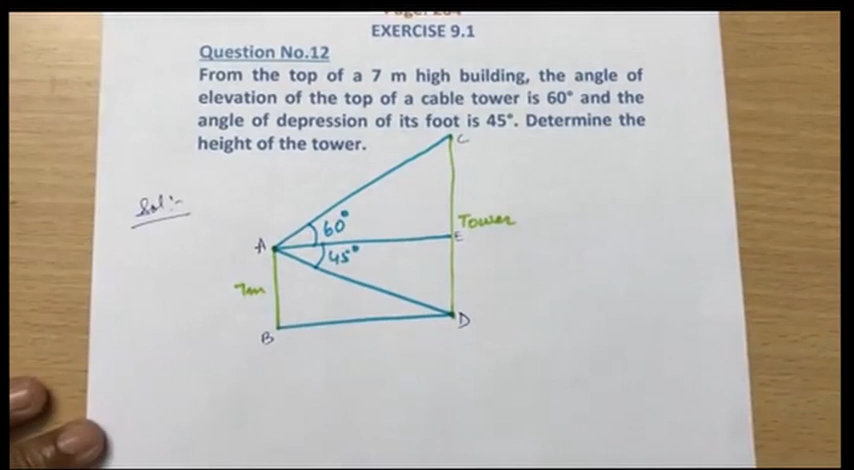 EXERCISE 9.1
Question No.12
From the top of a 7 m high building, the angle of
elevation of the top of a cable tower is 60° and the
angle of depression of its foot is 45°. Determine the
height of the tower.
C
Sol:-
60°
Tower
A
E
45°
7m
D
B